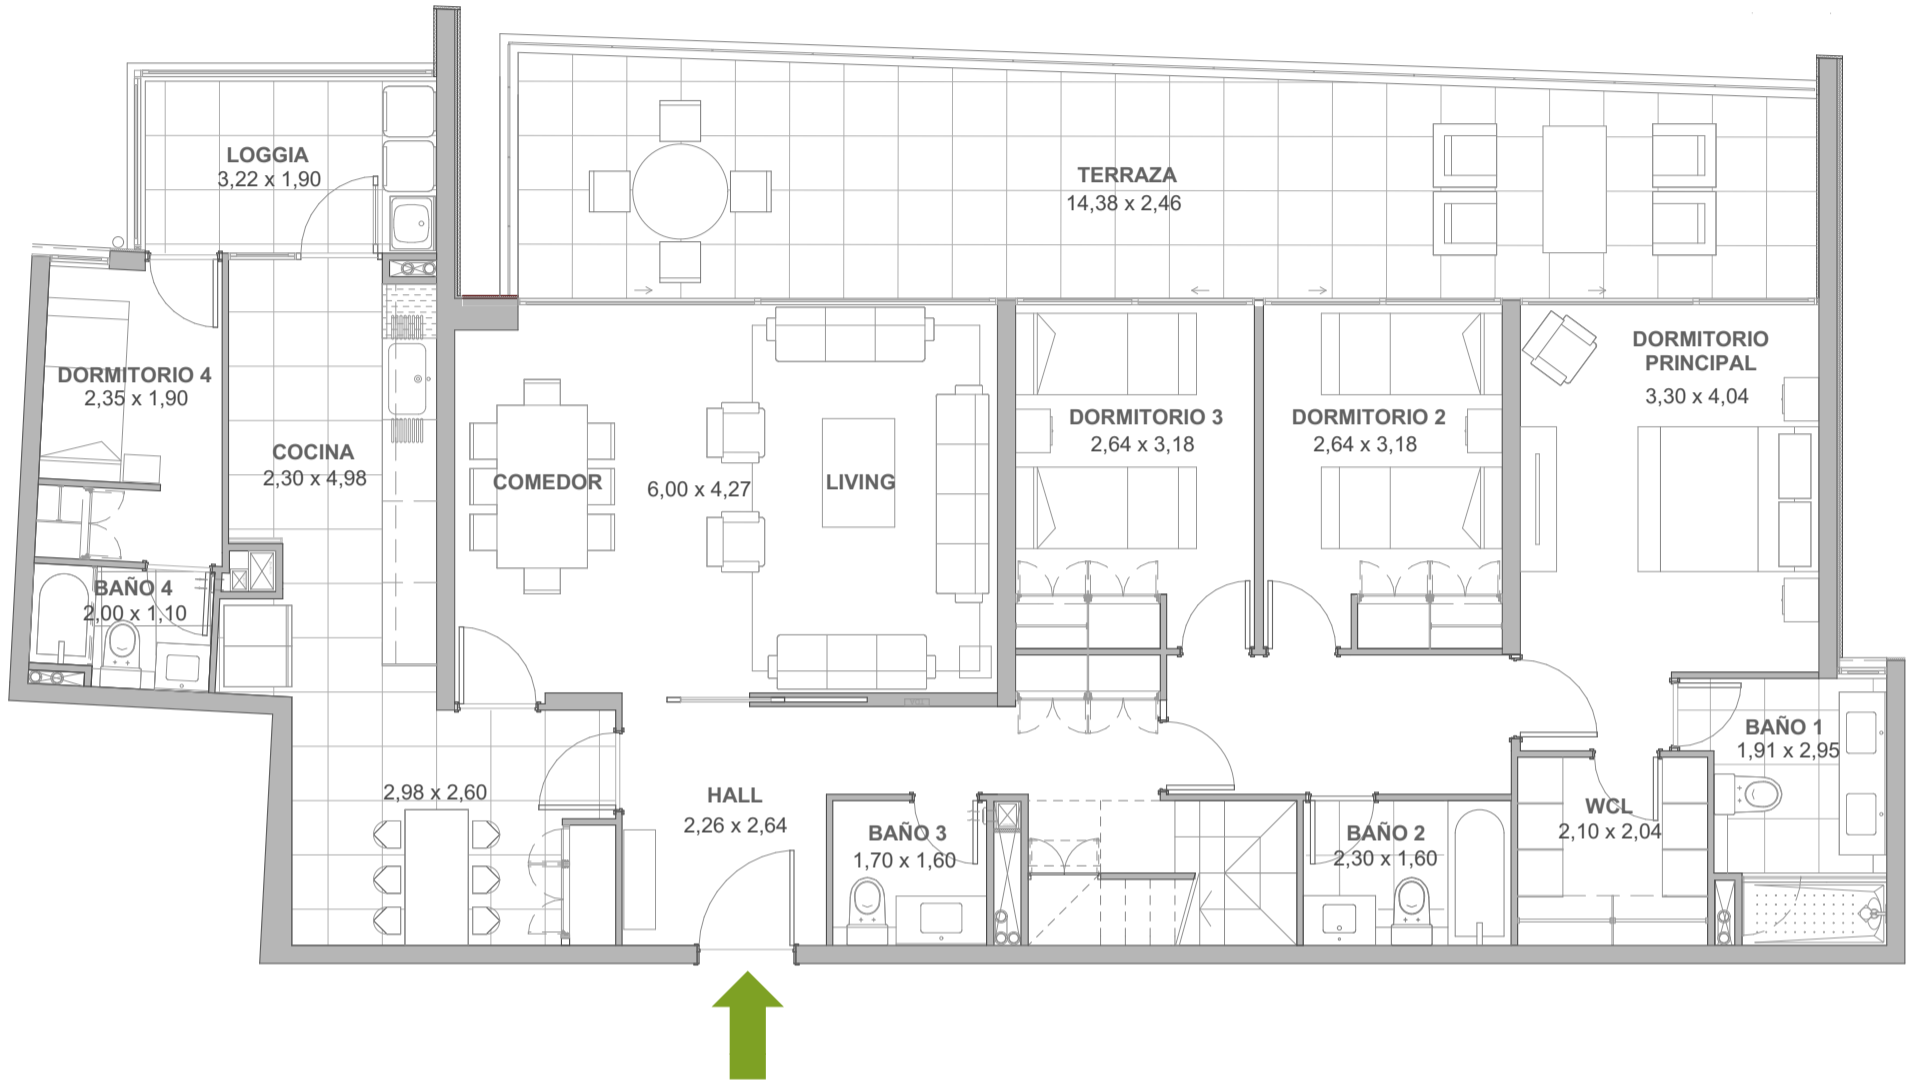 LOGGIA
3,22 x 1,90
TERRAZA
14,38 x 2,46
DORMITORIO 4
2,35 x 1,90
COCINA
2,30 x 4,98
COMEDOR
6,00 x 4,27
LIVING
DORMITORIO 3
2,64 x 3,18
DORMITORIO 2
2,64 x 3,18
DORMITORIO
PRINCIPAL
3,30 x 4,04
BAÑO 4
2,00 x 1,10
2,98 x 2,60
HALL
2,26 x 2,64
BAÑO 3
1,70 x 1,60
BAÑO 2
2,30 x 1,60
WCL
2,10 x 2,04
BAÑO 1
1,91 x 2,95